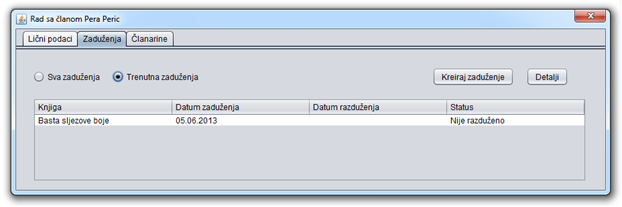 Rad sa članom Pera Peric
Lični podaci Zaduženja Članarine
Sva zaduženja Trenutna zaduženja Kreiraj zaduženje Detalji
Knjiga Datum zaduženja Datum razduženja Status
Basta sljezove boje 05.06.2013 Nije razduženo